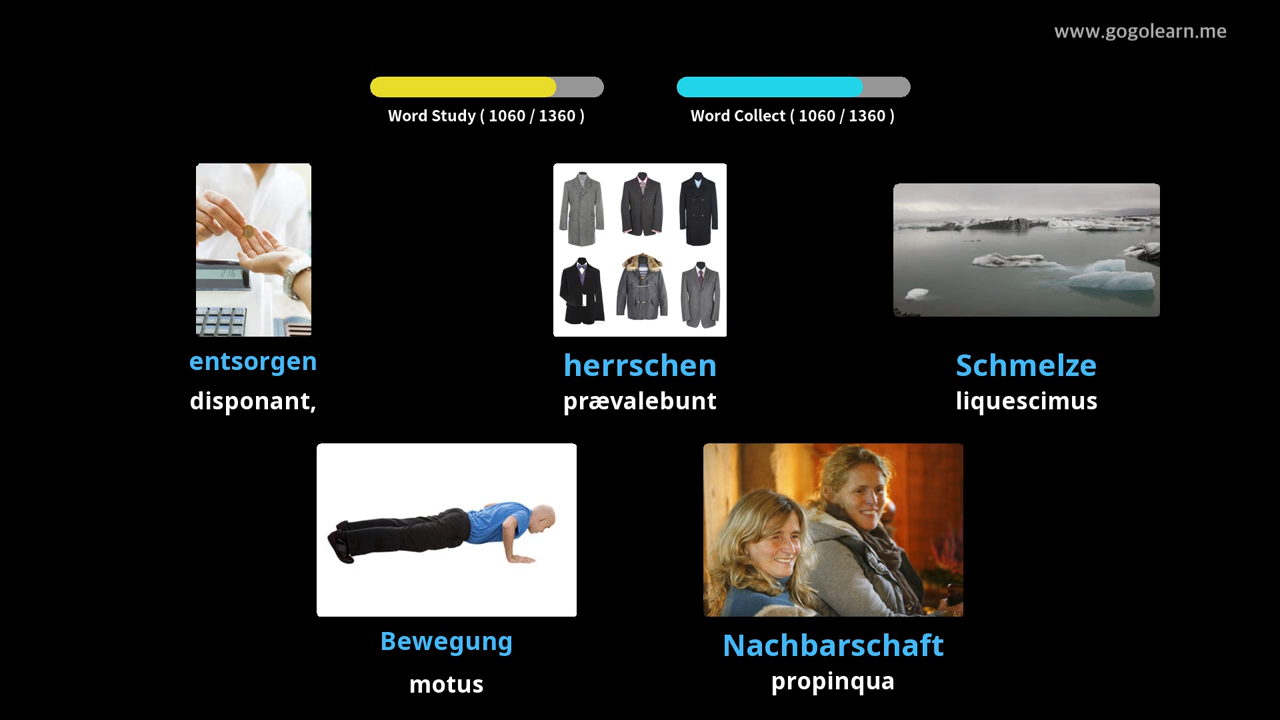 www.gogolearn.me
Word Study ( 1060 / 1360 )
Word Collect ( 1060 / 1360 )
entsorgen
disponant,
herrschen
prævalebunt
Schmelze
liquescimus
Bewegung
motus
Nachbarschaft
propinqua